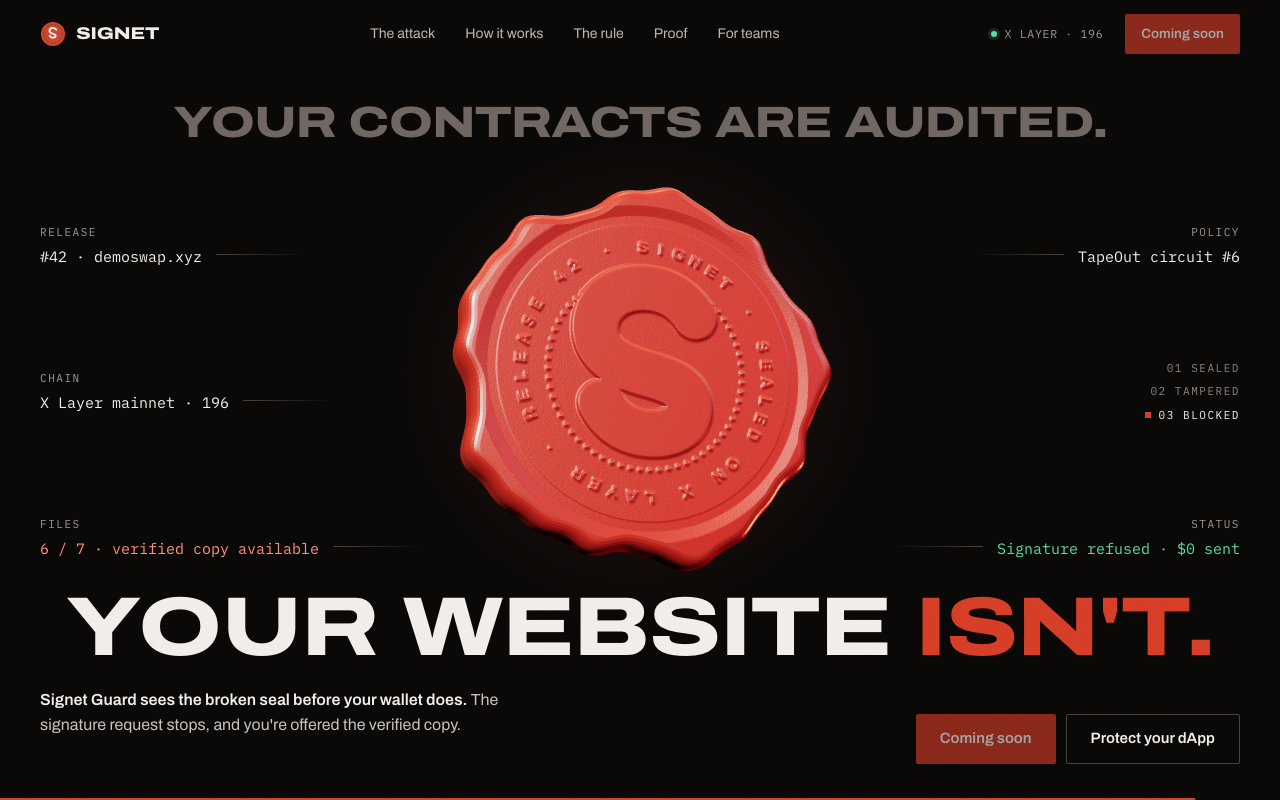 S SIGNET
The attack
How it works
The rule
Proof
For teams
X LAYER · 196
Coming soon
YOUR CONTRACTS ARE AUDITED.
RELEASE
#42 · demoswap.xyz
POLICY
TapeOut circuit #6
RELEASE 42 · SIGNET · SEALED ON X LAYER ·
S
CHAIN
X Layer mainnet · 196
01 SEALED
02 TAMPERED
03 BLOCKED
FILES
6 / 7 · verified copy available
STATUS
Signature refused · $0 sent
YOUR WEBSITE ISN'T.
Signet Guard sees the broken seal before your wallet does. The
signature request stops, and you're offered the verified copy.
Coming soon
Protect your dApp